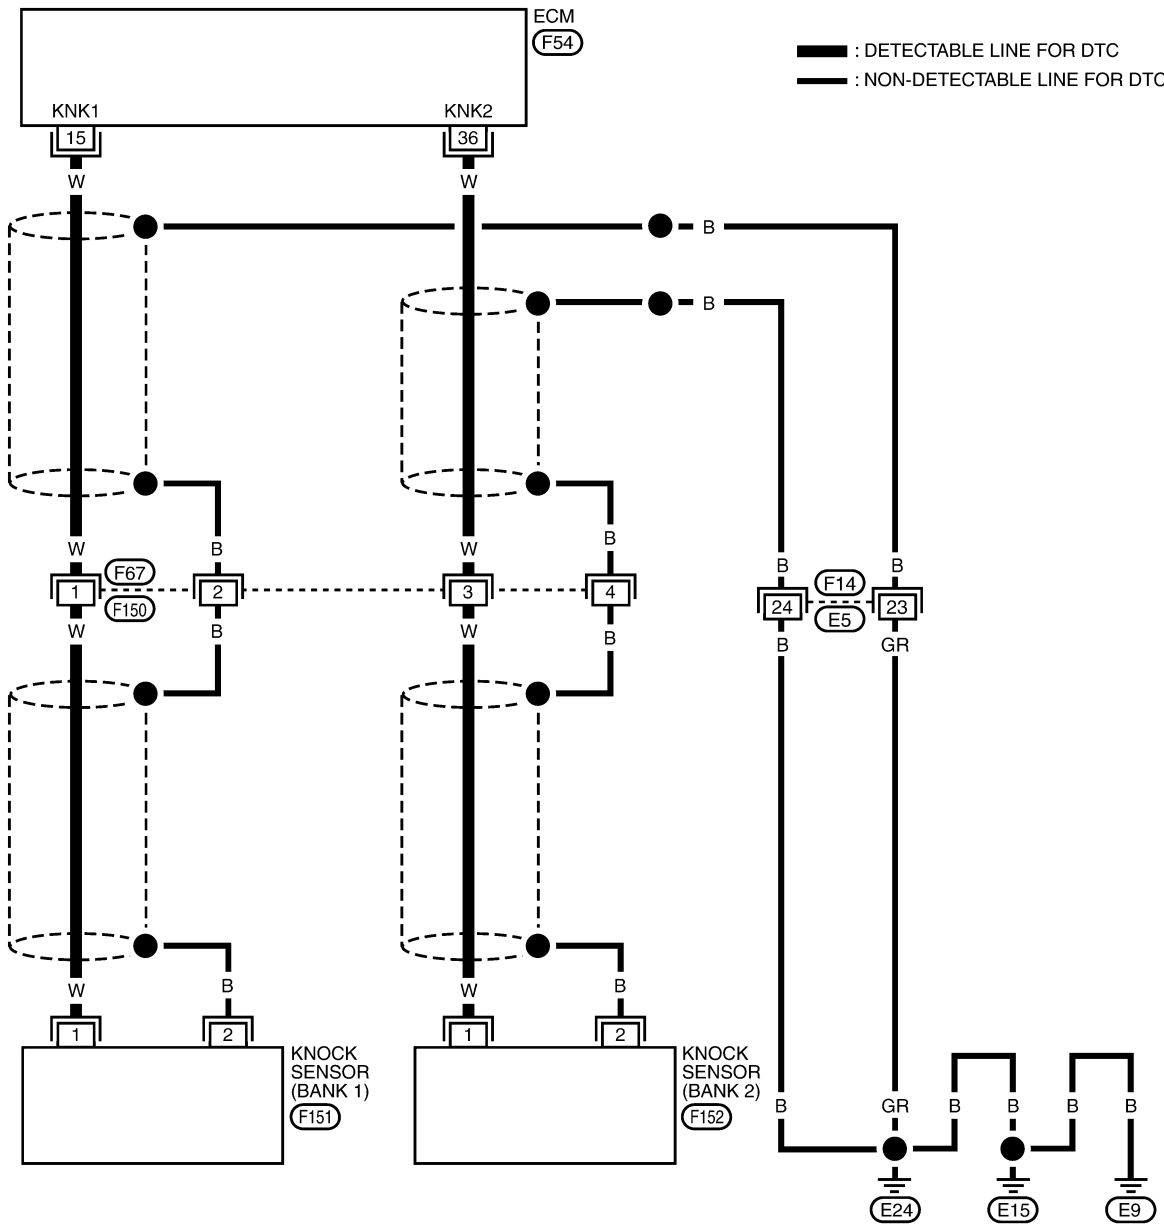 ECM
F54
: DETECTABLE LINE FOR DTC
: NON-DETECTABLE LINE FOR DTC
KNK1 KNK2
15 36
W W
B
B
B
W B W
B B
F67 F14
1 2 3 4 24 23
F150 E5
W B W B
B GR
W B W B
1 2 1 2
KNOCK
SENSOR
(BANK 1)
F151
KNOCK
SENSOR
(BANK 2)
F152
B GR B B B B
E24 E15 E9